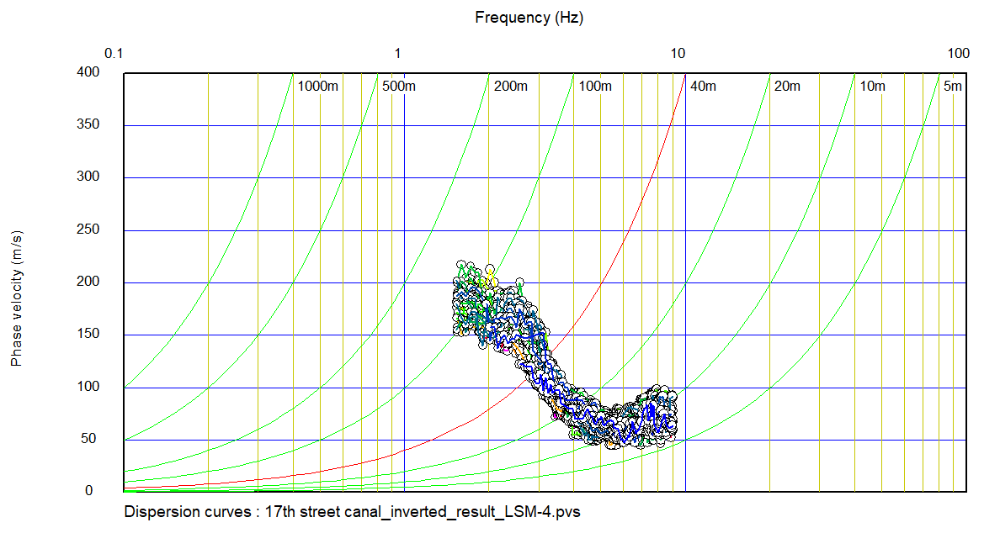 Frequency (Hz)
0.1 1 10 100
400 1000m 500m 200m 100m 40m 20m 10m 5m
350
300
250
200
150
100
50
0
Phase velocity (m/s)
Dispersion curves : 17th street canal_inverted_result_LSM-4.pvs